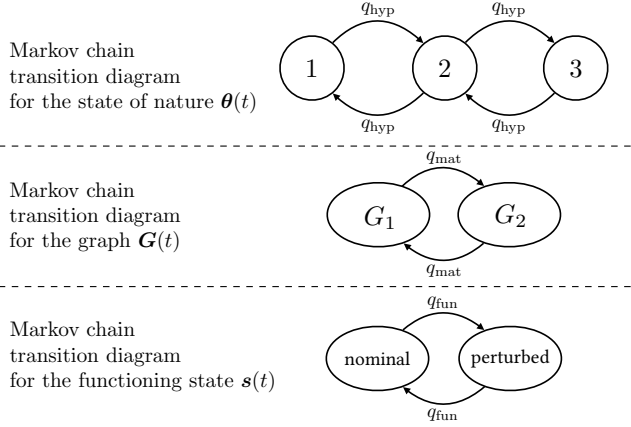 q_hyp q_hyp
Markov chain
transition diagram
for the state of nature θ(t)
1 2 3
q_hyp q_hyp
q_mat
Markov chain
transition diagram
for the graph G(t)
G_1 G_2
q_mat
q_fun
Markov chain
transition diagram
for the functioning state s(t)
nominal perturbed
q_fun